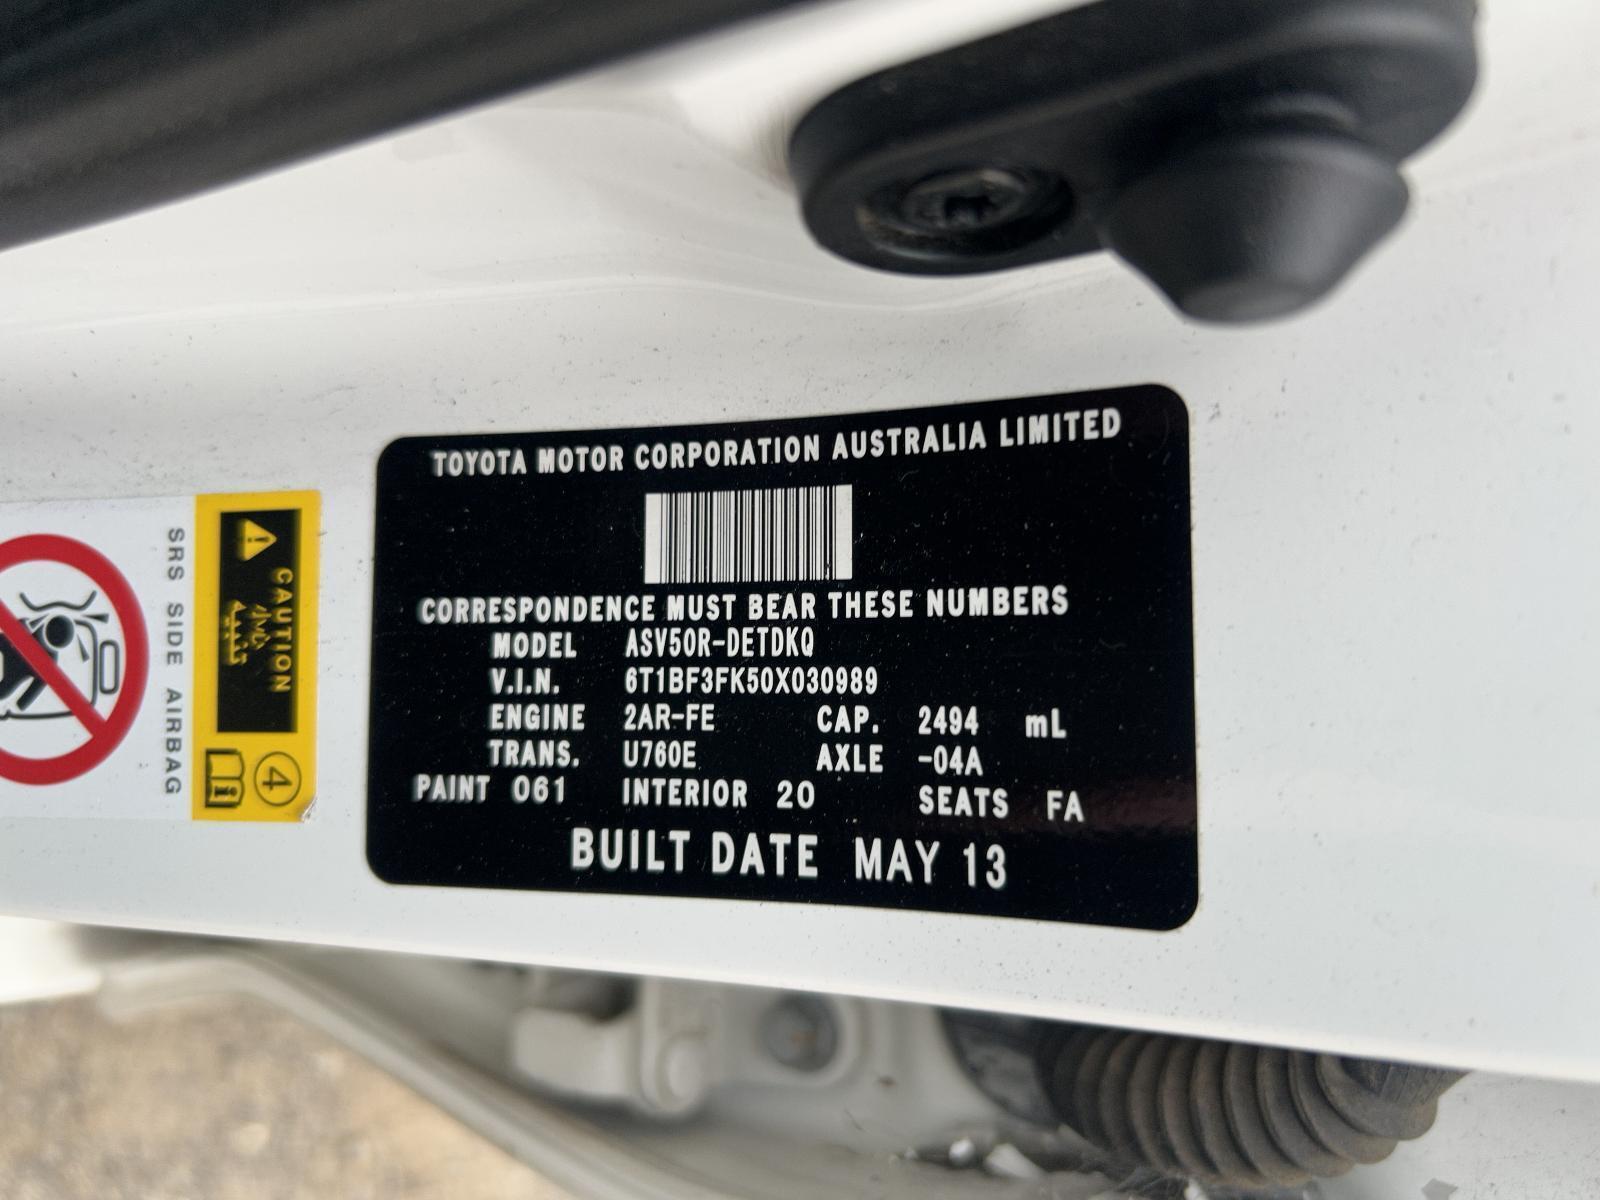 TOYOTA MOTOR CORPORATION AUSTRALIA LIMITED
CORRESPONDENCE MUST BEAR THESE NUMBERS
MODEL ASV50R-DETDKQ
V.I.N. 6T1BF3FK50X030989
ENGINE 2AR-FE CAP. 2494 mL
TRANS. U760E AXLE -04A
PAINT 061 INTERIOR 20 SEATS FA
BUILT DATE MAY 13
CAUTION
تنبيه
4
i
SRS SIDE AIRBAG